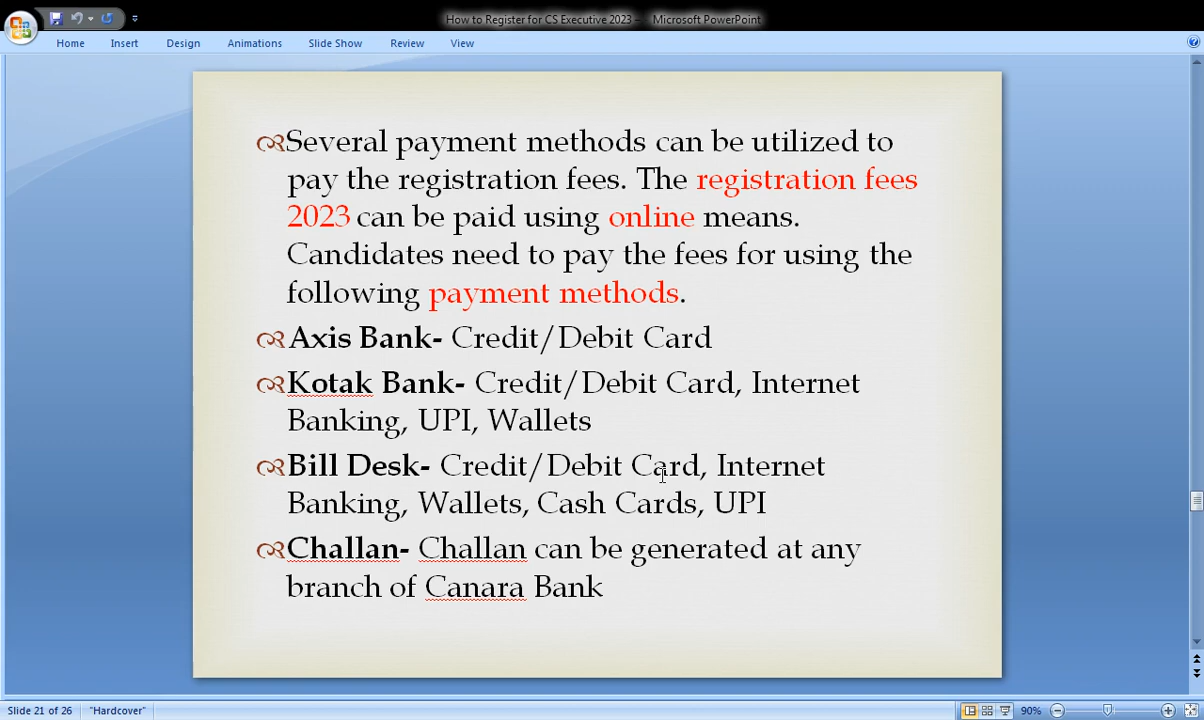 How to Register for CS Executive 2023 - Microsoft PowerPoint
Home Insert Design Animations Slide Show Review View
Several payment methods can be utilized to
pay the registration fees. The registration fees
2023 can be paid using online means.
Candidates need to pay the fees for using the
following payment methods.
Axis Bank- Credit/Debit Card
Kotak Bank- Credit/Debit Card, Internet
Banking, UPI, Wallets
Bill Desk- Credit/Debit Card, Internet
Banking, Wallets, Cash Cards, UPI
Challan- Challan can be generated at any
branch of Canara Bank
Slide 21 of 26 "Hardcover" 90%